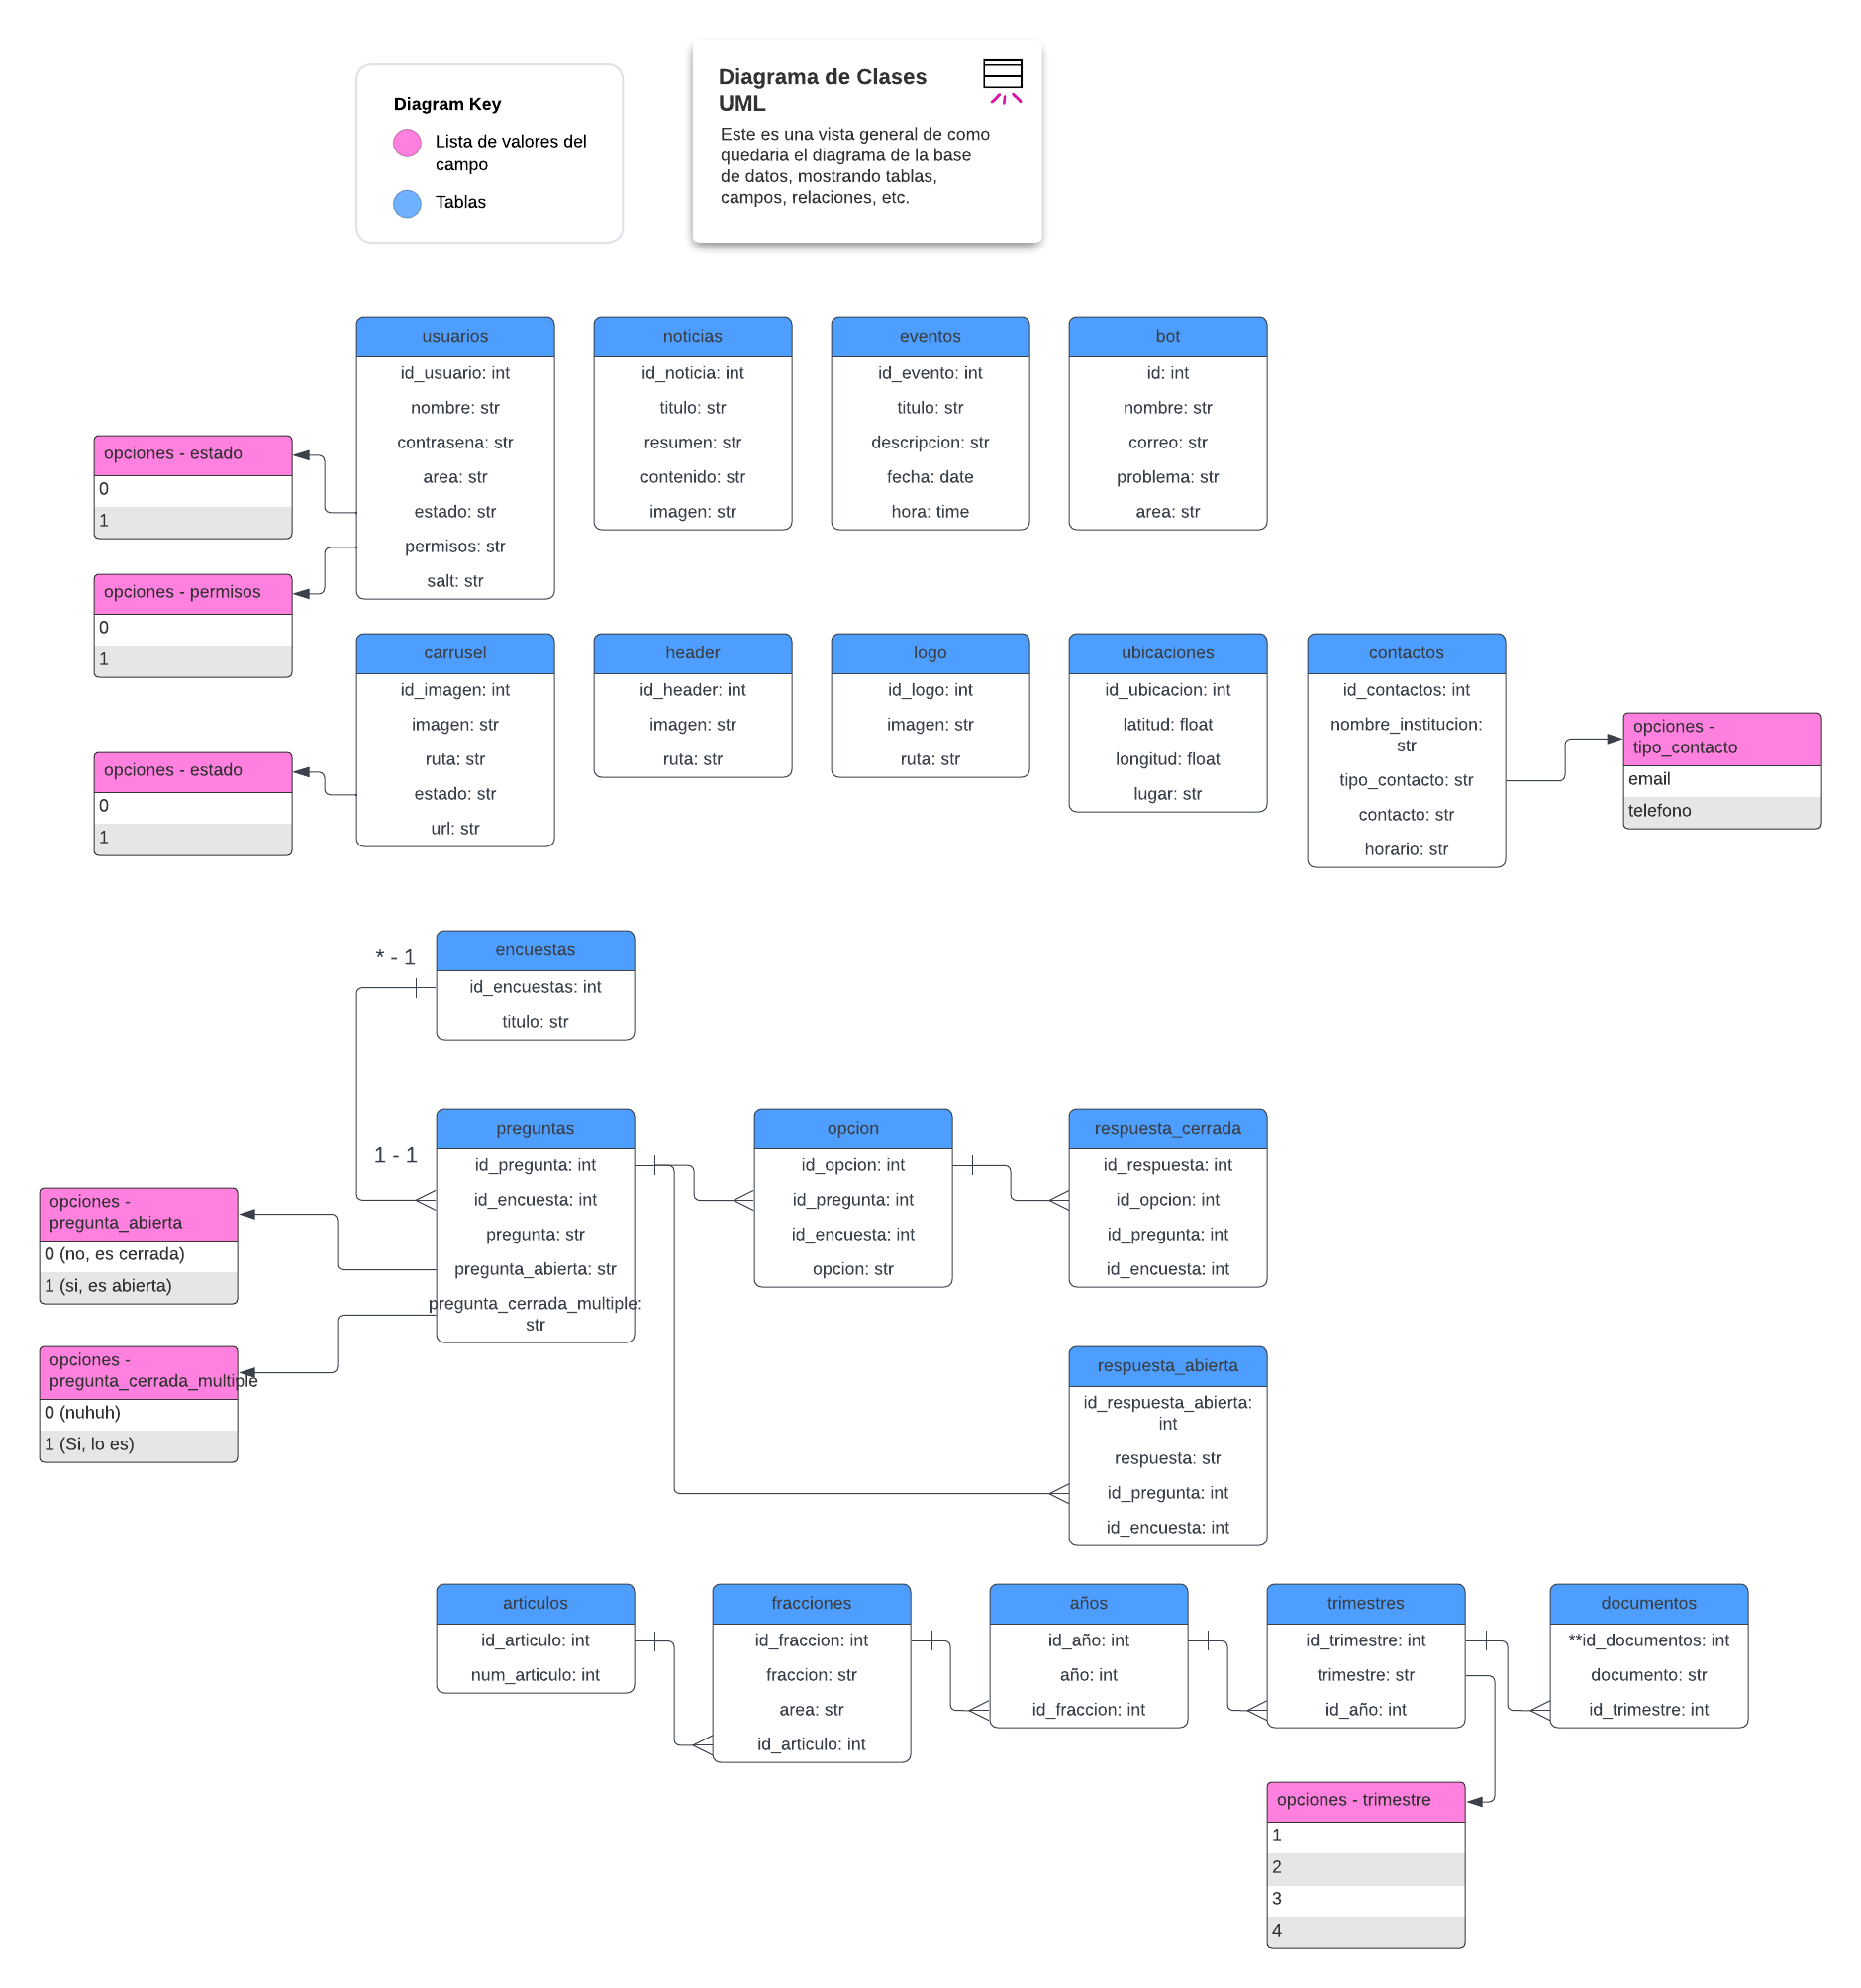 Diagram Key
Lista de valores del
campo
Tablas
Diagrama de Clases
UML
Este es una vista general de como
quedaria el diagrama de la base
de datos, mostrando tablas,
campos, relaciones, etc.
usuarios
id_usuario: int
nombre: str
contrasena: str
area: str
estado: str
permisos: str
salt: str
noticias
id_noticia: int
titulo: str
resumen: str
contenido: str
imagen: str
eventos
id_evento: int
titulo: str
descripcion: str
fecha: date
hora: time
bot
id: int
nombre: str
correo: str
problema: str
area: str
opciones - estado
0
1
opciones - permisos
0
1
carrusel
id_imagen: int
imagen: str
ruta: str
estado: str
url: str
header
id_header: int
imagen: str
ruta: str
logo
id_logo: int
imagen: str
ruta: str
ubicaciones
id_ubicacion: int
latitud: float
longitud: float
lugar: str
contactos
id_contactos: int
nombre_institucion:
str
tipo_contacto: str
contacto: str
horario: str
opciones -
tipo_contacto
email
telefono
opciones - estado
0
1
* - 1
encuestas
id_encuestas: int
titulo: str
1 - 1
preguntas
id_pregunta: int
id_encuesta: int
pregunta: str
pregunta_abierta: str
pregunta_cerrada_multiple:
str
opcion
id_opcion: int
id_pregunta: int
id_encuesta: int
opcion: str
respuesta_cerrada
id_respuesta: int
id_opcion: int
id_pregunta: int
id_encuesta: int
opciones -
pregunta_abierta
0 (no, es cerrada)
1 (si, es abierta)
opciones -
pregunta_cerrada_multiple
0 (nuhuh)
1 (Si, lo es)
respuesta_abierta
id_respuesta_abierta:
int
respuesta: str
id_pregunta: int
id_encuesta: int
articulos
id_articulo: int
num_articulo: int
fracciones
id_fraccion: int
fraccion: str
area: str
id_articulo: int
años
id_año: int
año: int
id_fraccion: int
trimestres
id_trimestre: int
trimestre: str
id_año: int
documentos
**id_documentos: int
documento: str
id_trimestre: int
opciones - trimestre
1
2
3
4